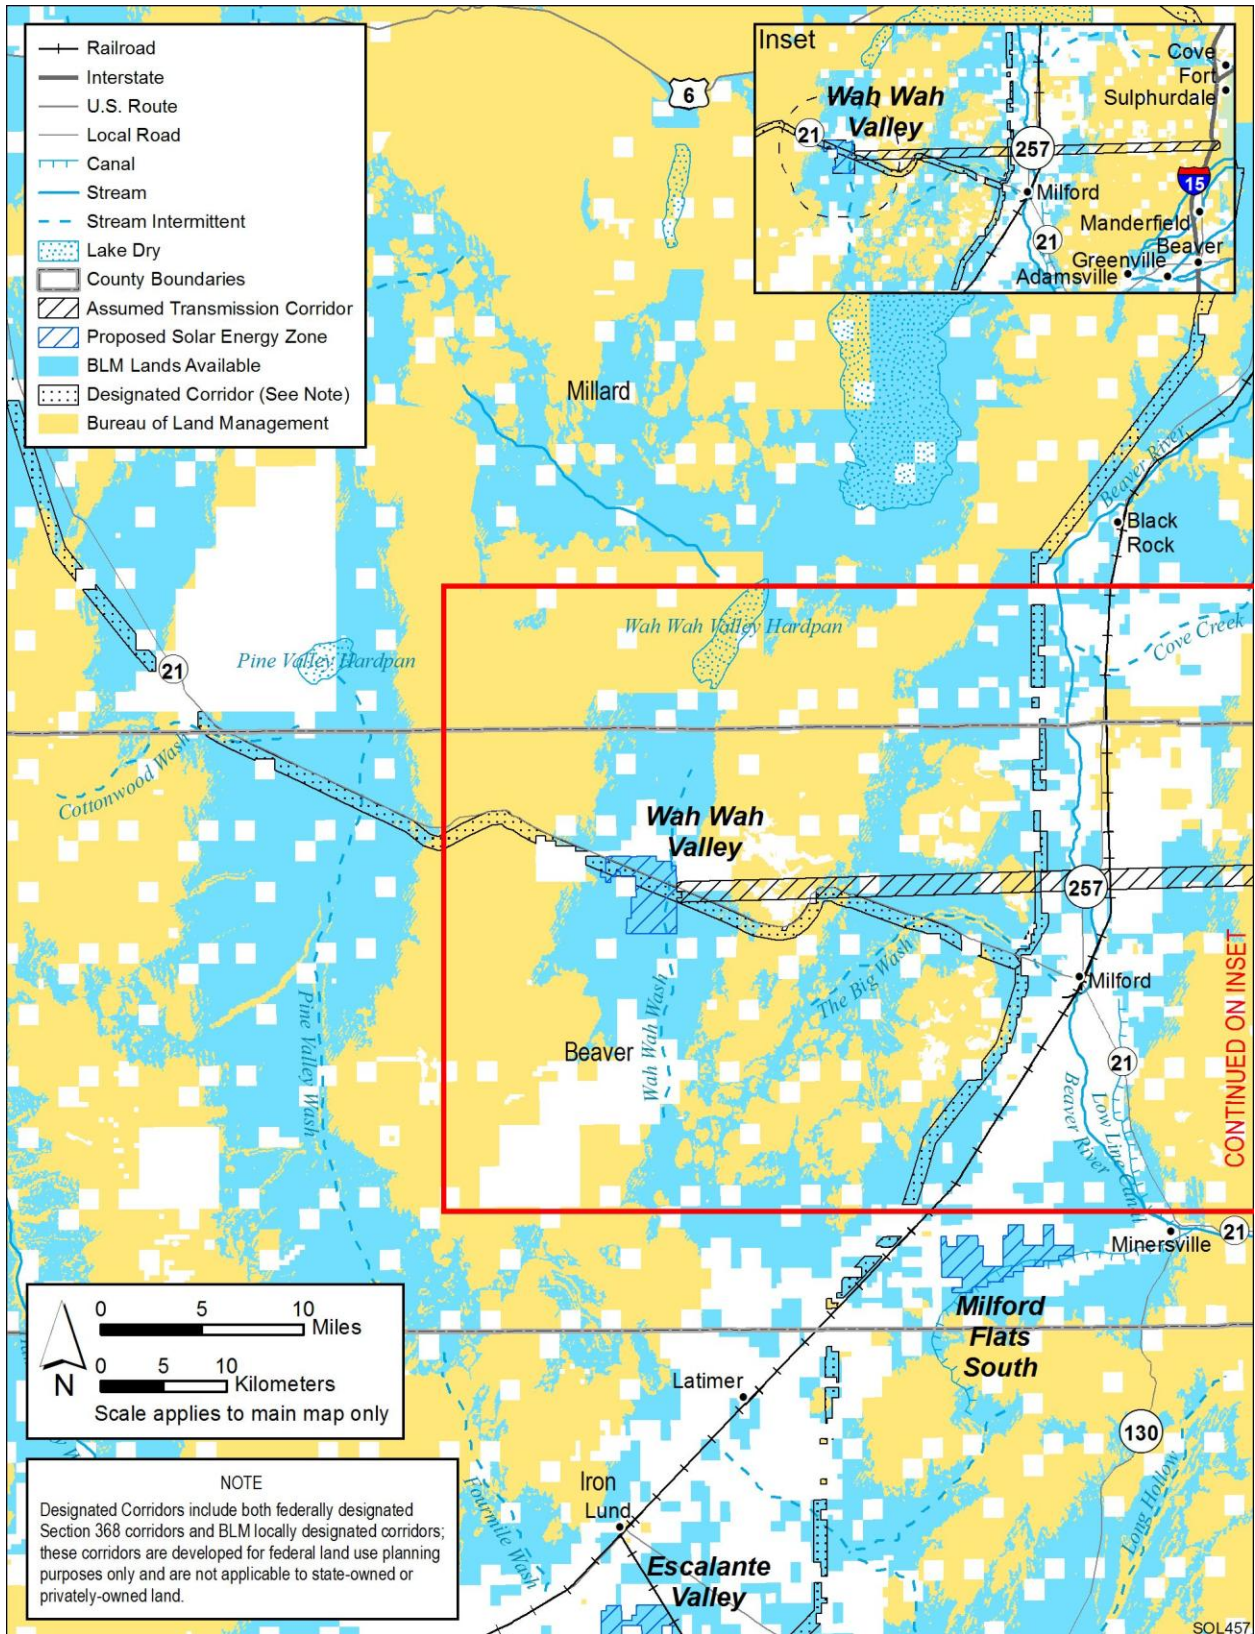 Railroad
Interstate
U.S. Route
Local Road
Canal
Stream
Stream Intermittent
Lake Dry
County Boundaries
Assumed Transmission Corridor
Proposed Solar Energy Zone
BLM Lands Available
Designated Corridor (See Note)
Bureau of Land Management
6
Inset
Cove
Fort
Sulphurdale
Wah Wah
Valley
21
257
15
Milford
Manderfield
21
Beaver
Greenville
Adamsville
Millard
Beaver River
Black
Rock
Wah Wah Valley Hardpan
Cove Creek
Pine Valley Hardpan
21
Cottonwood Wash
Wah Wah
Valley
257
The Big Wash
Milford
CONTINUED ON INSET
Pine Valley Wash
Wah Wah Wash
Beaver
21
Beaver River
Low Line Canal
Minersville
21
Milford
Flats
South
0 5 10
Miles
0 5 10
Kilometers
N
Scale applies to main map only
Latimer
130
Long Hollow
Iron
Lund
Fourmile Wash
Escalante
Valley
NOTE
Designated Corridors include both federally designated
Section 368 corridors and BLM locally designated corridors;
these corridors are developed for federal land use planning
purposes only and are not applicable to state-owned or
privately-owned land.
SOL457